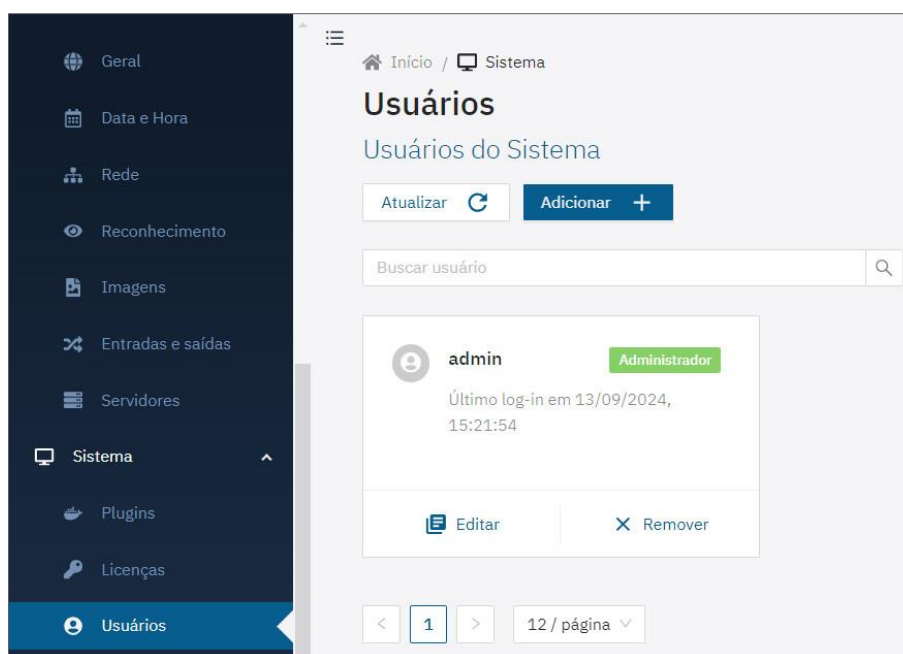 Geral
Data e Hora
Rede
Reconhecimento
Imagens
Entradas e saídas
Servidores
Sistema
Plugins
Licenças
Usuários
Início / Sistema
Usuários
Usuários do Sistema
Atualizar
Adicionar +
Buscar usuário
admin
Administrador
Último log-in em 13/09/2024,
15:21:54
Editar
Remover
< 1 >
12 / página